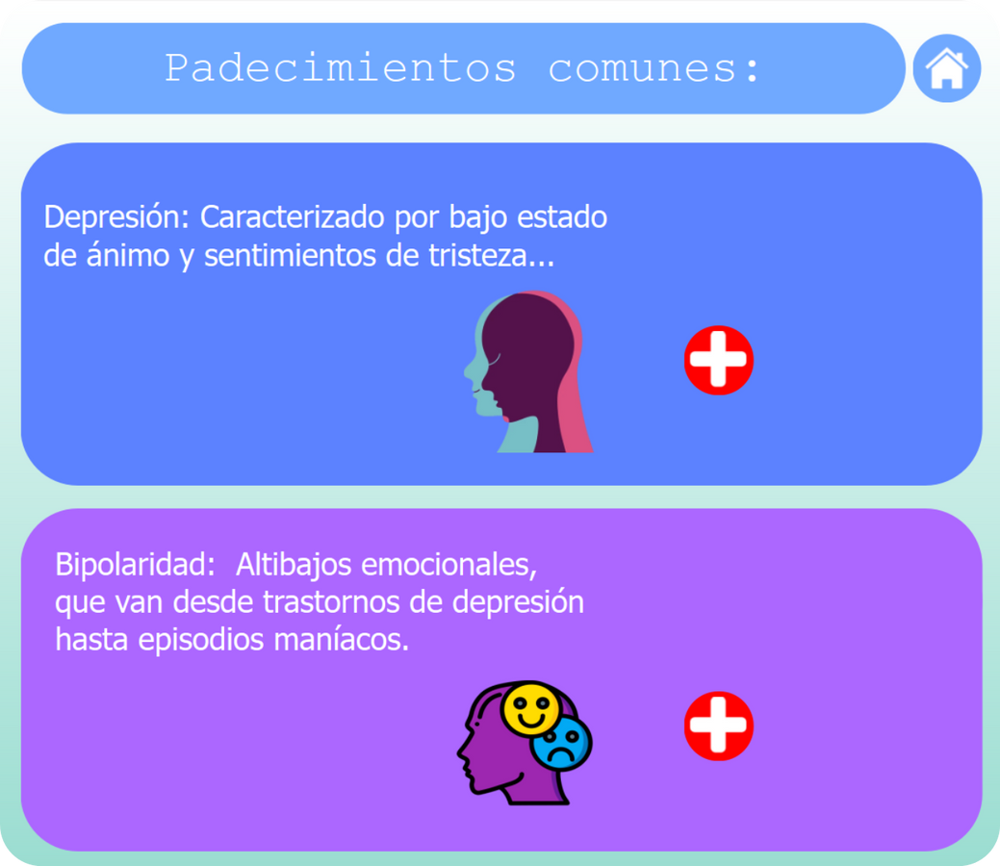 Padecimientos comunes:
Depresión: Caracterizado por bajo estado
de ánimo y sentimientos de tristeza...
Bipolaridad:  Altibajos emocionales,
que van desde trastornos de depresión
hasta episodios maníacos.